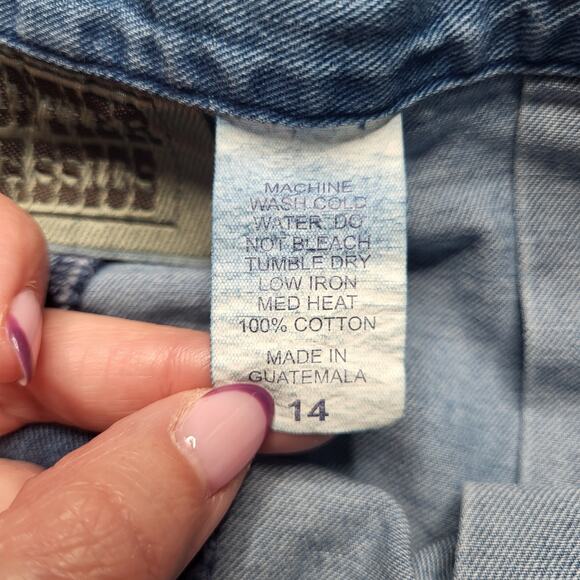 MACHINE
WASH COLD
WATER. DO
NOT BLEACH
TUMBLE DRY
LOW IRON
MED HEAT
100% COTTON
MADE IN
GUATEMALA
14